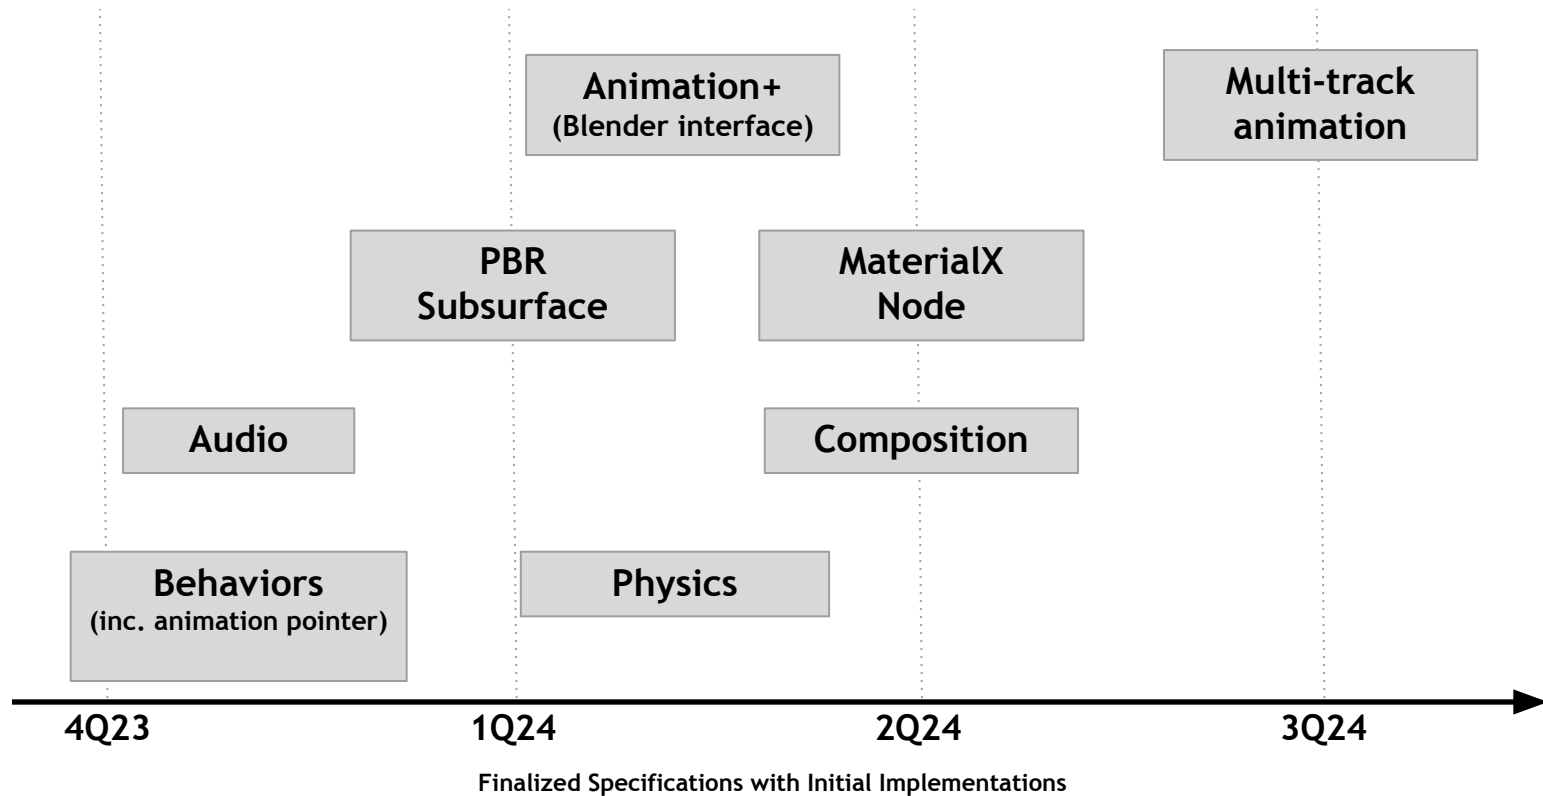 Animation+
(Blender interface)
Multi-track
animation
PBR
Subsurface
MaterialX
Node
Audio
Composition
Behaviors
(inc. animation pointer)
Physics
4Q23
1Q24
2Q24
3Q24
Finalized Specifications with Initial Implementations